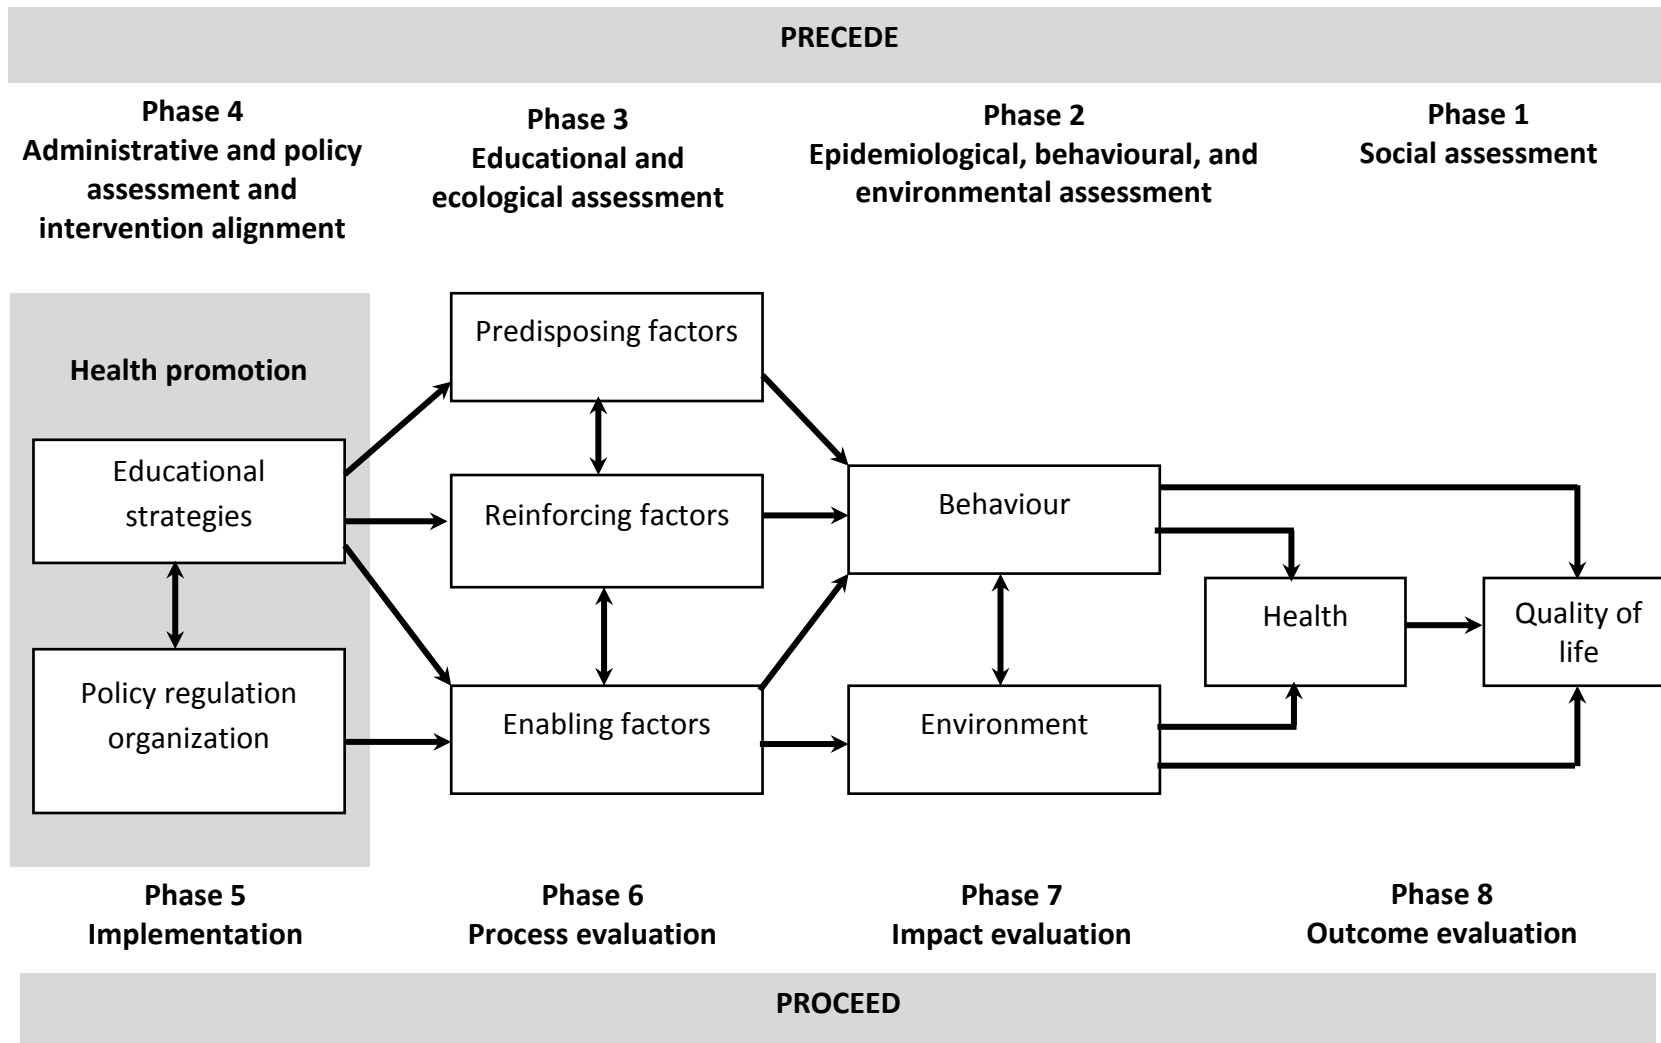 PRECEDE
Phase 4
Administrative and policy
assessment and
intervention alignment
Phase 3
Educational and
ecological assessment
Phase 2
Epidemiological, behavioural, and
environmental assessment
Phase 1
Social assessment
Health promotion
Educational
strategies
Policy regulation
organization
Predisposing factors
Reinforcing factors
Enabling factors
Behaviour
Environment
Health
Quality of
life
Phase 5
Implementation
Phase 6
Process evaluation
Phase 7
Impact evaluation
Phase 8
Outcome evaluation
PROCEED